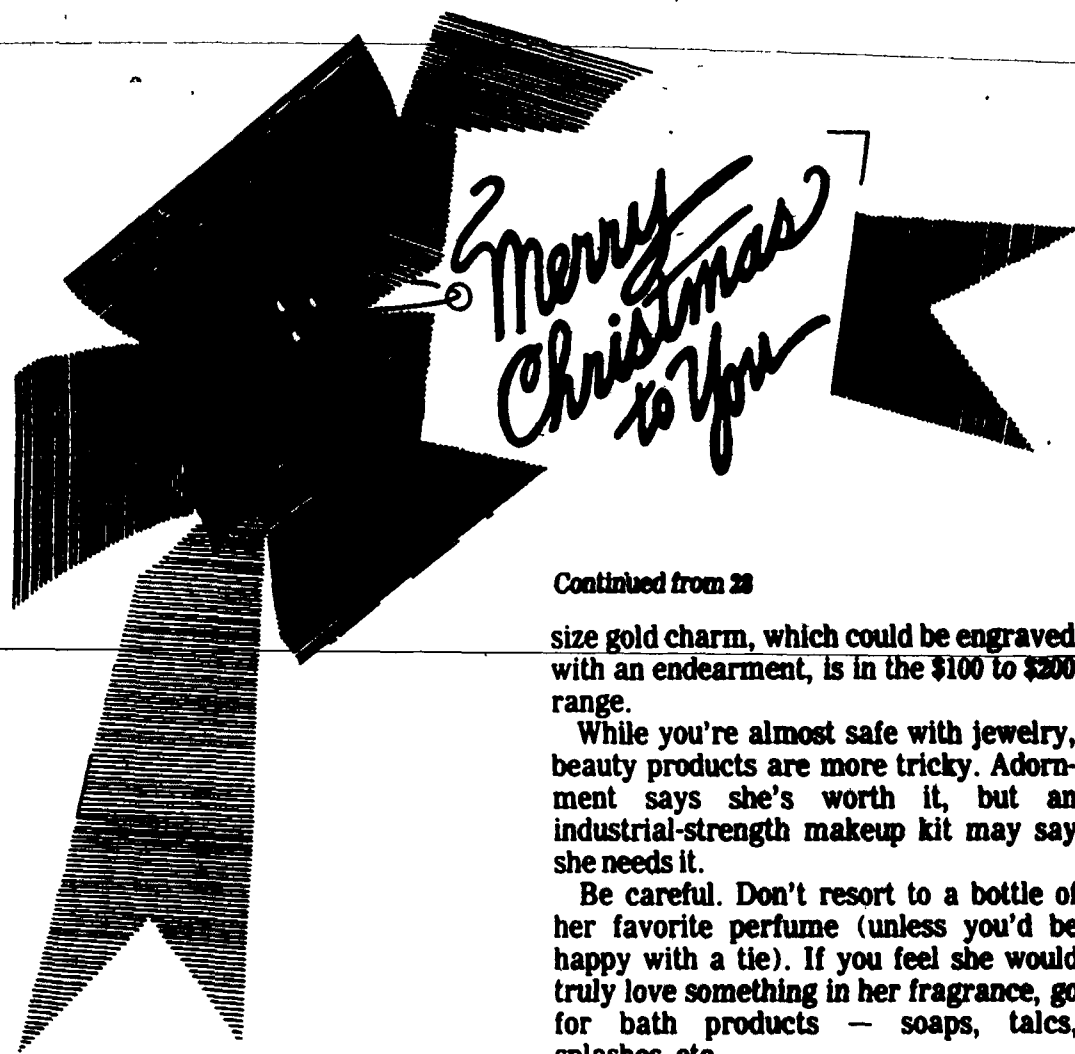 Merry
Christmas
to You
Continued from 28
size gold charm, which could be engraved
with an endearment, is in the $100 to $200
range.
While you're almost safe with jewelry,
beauty products are more tricky. Adorn-
ment says she's worth it, but an
industrial-strength makeup kit may say
she needs it.
Be careful. Don't resort to a bottle of
her favorite perfume (unless you'd be
happy with a tie). If you feel she would
truly love something in her fragrance, go
for bath products — soaps, talcs,
splashes, etc.